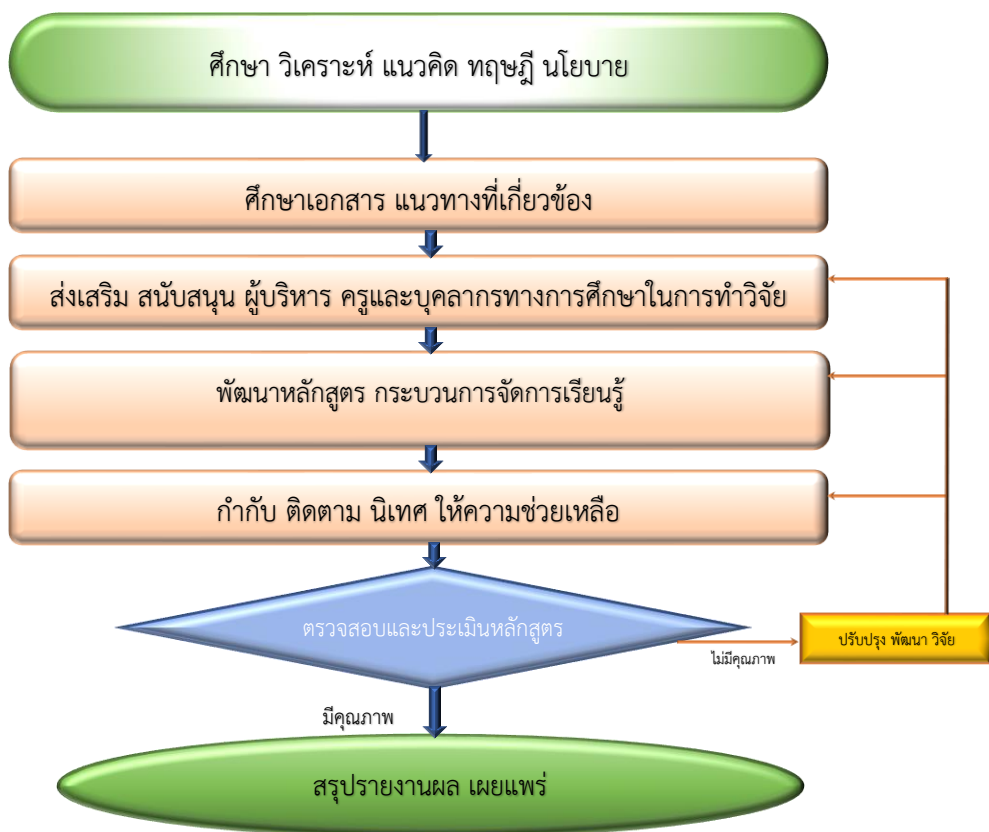 ศึกษา วิเคราะห์ แนวคิด ทฤษฎี นโยบาย
ศึกษาเอกสาร แนวทางที่เกี่ยวข้อง
ส่งเสริม สนับสนุน ผู้บริหาร ครูและบุคลากรทางการศึกษาในการทำวิจัย
พัฒนาหลักสูตร กระบวนการจัดการเรียนรู้
กำกับ ติดตาม นิเทศ ให้ความช่วยเหลือ
ตรวจสอบและประเมินหลักสูตร
ไม่มีคุณภาพ
ปรับปรุง พัฒนา วิจัย
มีคุณภาพ
สรุปรายงานผล เผยแพร่